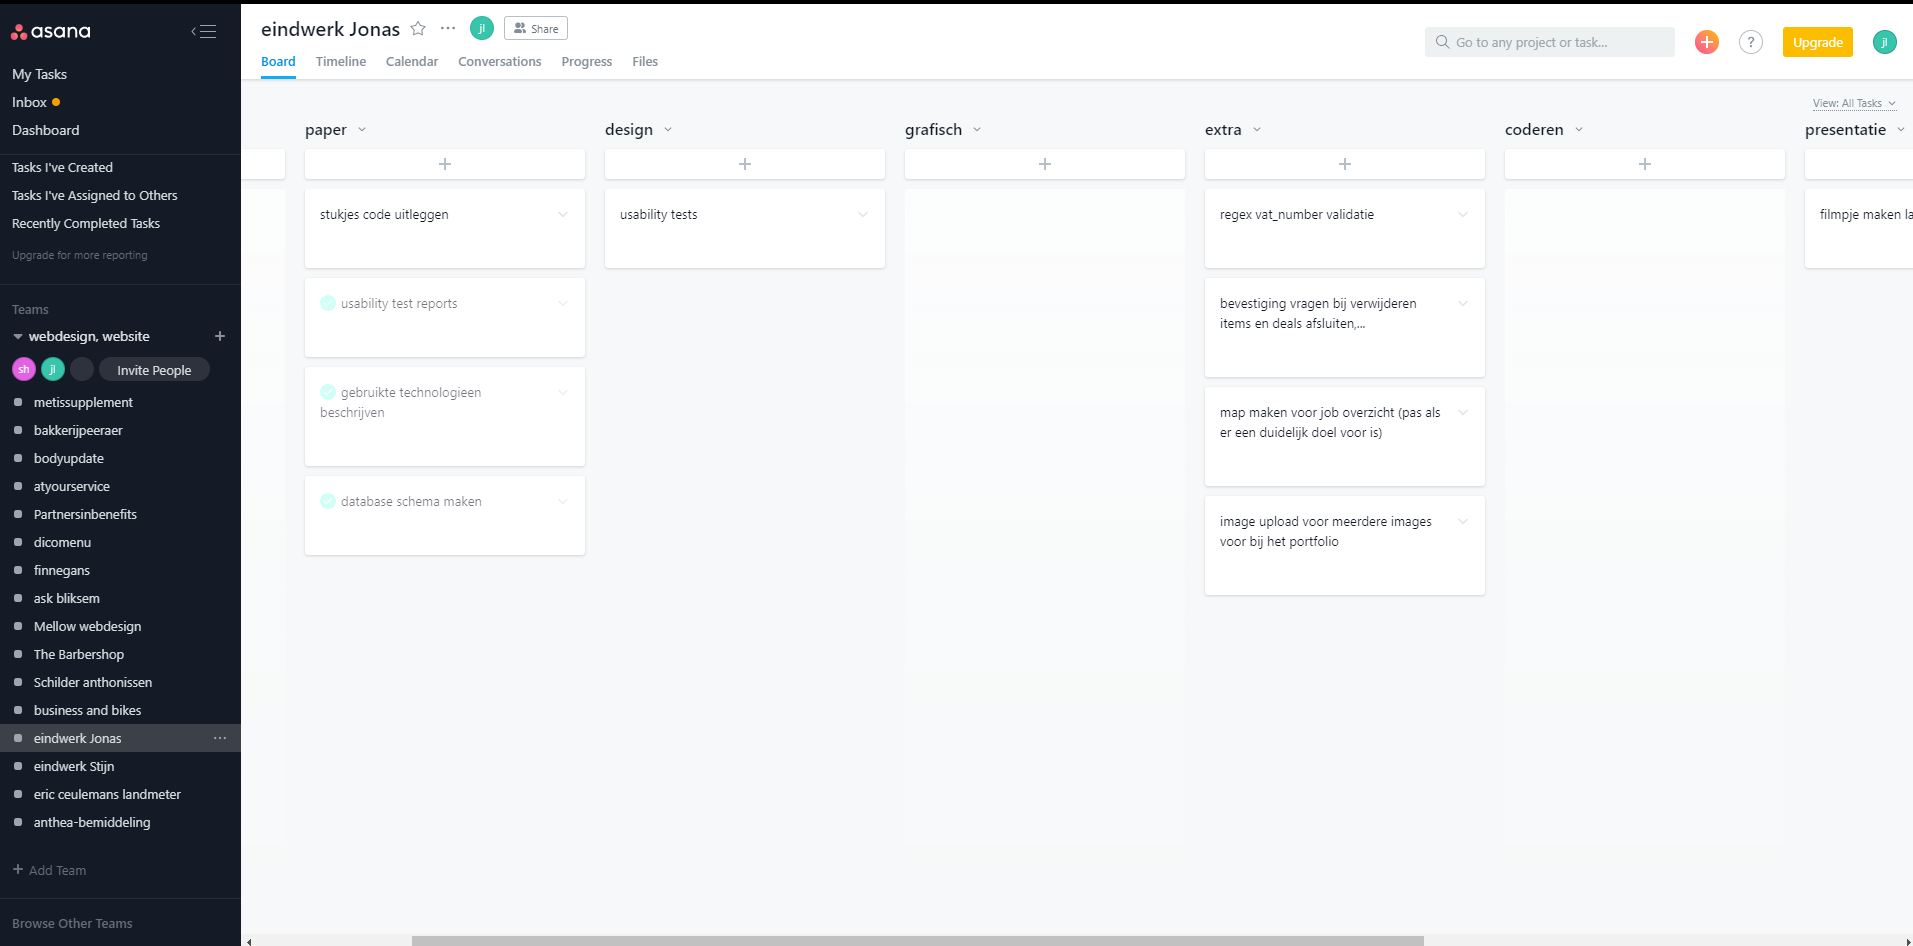 asana
My Tasks
Inbox
Dashboard
Tasks I've Created
Tasks I've Assigned to Others
Recently Completed Tasks
Upgrade for more reporting
Teams
webdesign, website
sh
jl
Invite People
metissupplement
bakkerijpeeraer
bodyupdate
atyourservice
Partnersinbenefits
dicomenu
finnegans
ask bliksem
Mellow webdesign
The Barbershop
Schilder anthonissen
business and bikes
eindwerk Jonas
eindwerk Stijn
eric ceulemans landmeter
anthea-bemiddeling
+ Add Team
Browse Other Teams
eindwerk Jonas
jl
Share
Board
Timeline
Calendar
Conversations
Progress
Files
Go to any project or task...
?
Upgrade
jl
View: All Tasks
paper
stukjes code uitleggen
usability test reports
gebruikte technologieen
beschrijven
database schema maken
design
usability tests
grafisch
extra
regex vat_number validatie
bevestiging vragen bij verwijderen
items en deals afsluiten,...
map maken voor job overzicht (pas als
er een duidelijk doel voor is)
image upload voor meerdere images
voor bij het portfolio
coderen
presentatie
filmpje maken la